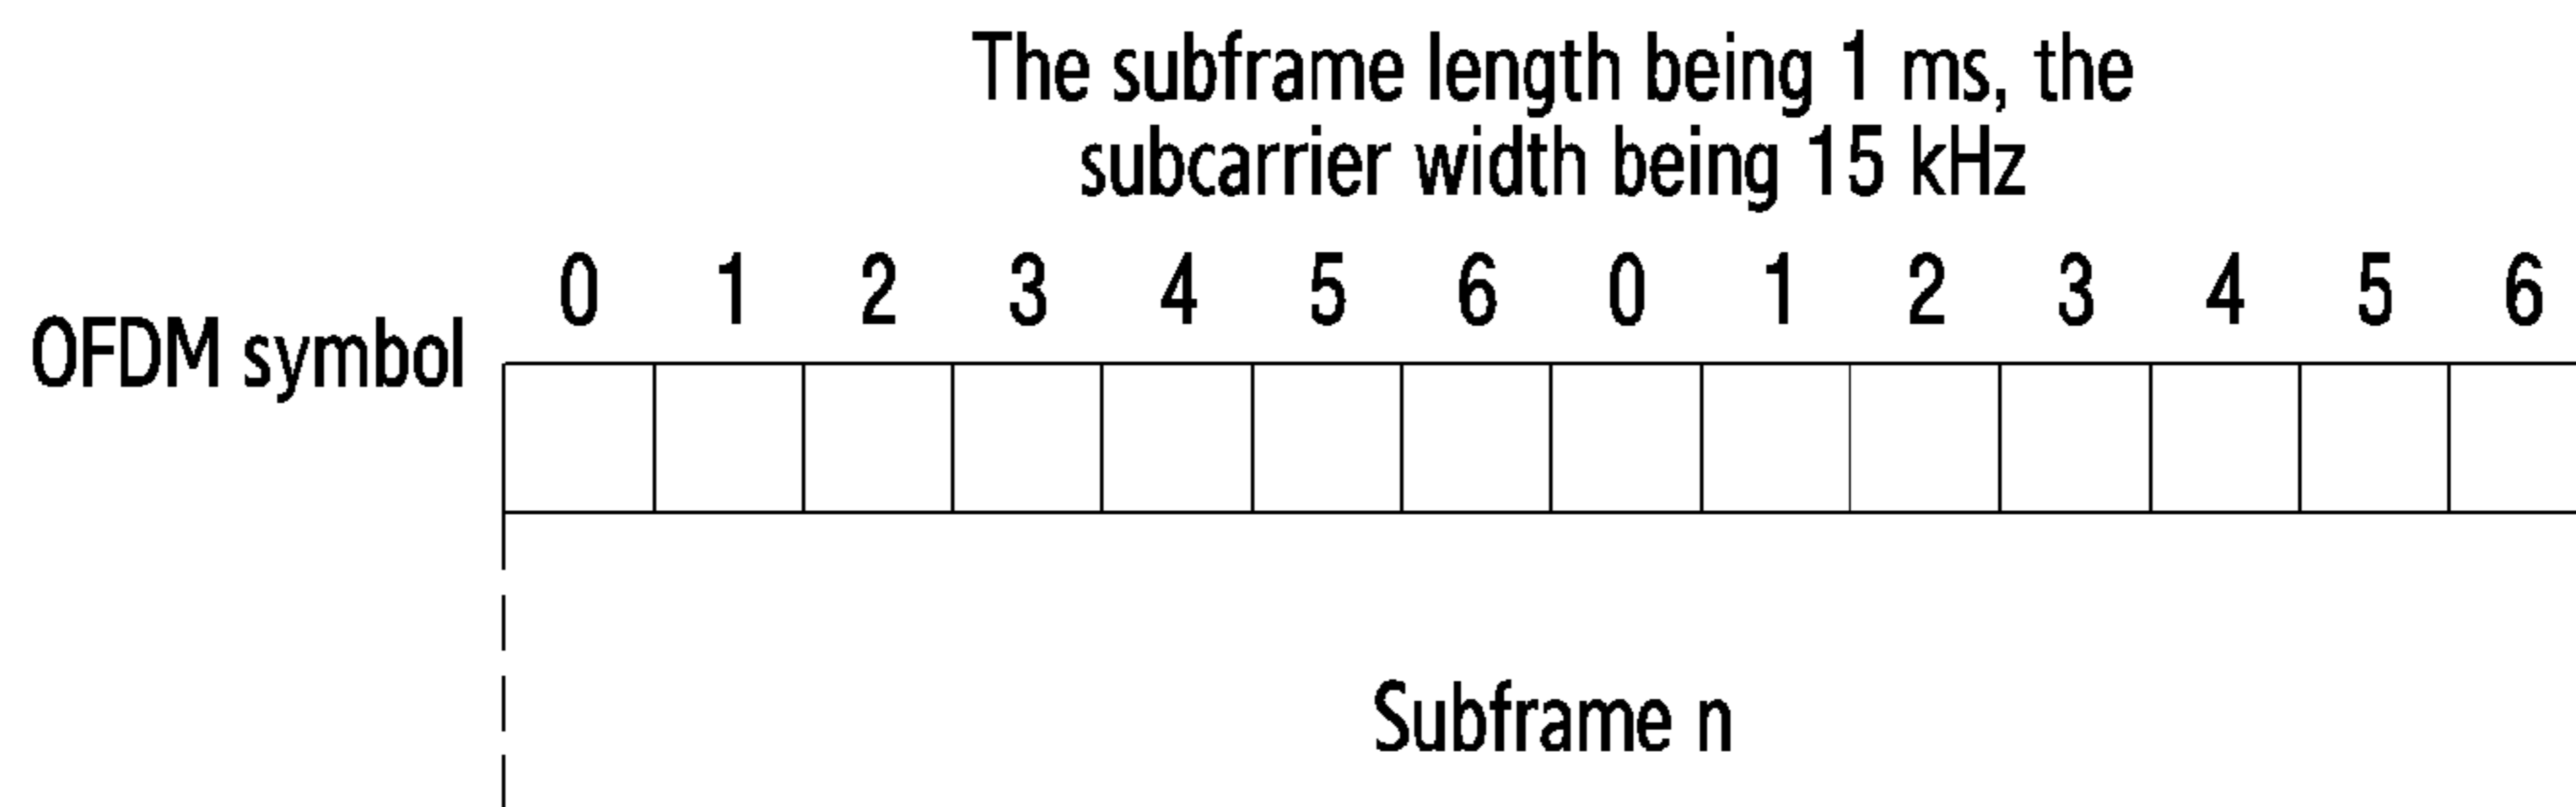 The subframe length being 1 ms, the
subcarrier width being 15 kHz
0 1 2 3 4 5 6 0 1 2 3 4 5 6
OFDM symbol
Subframe n